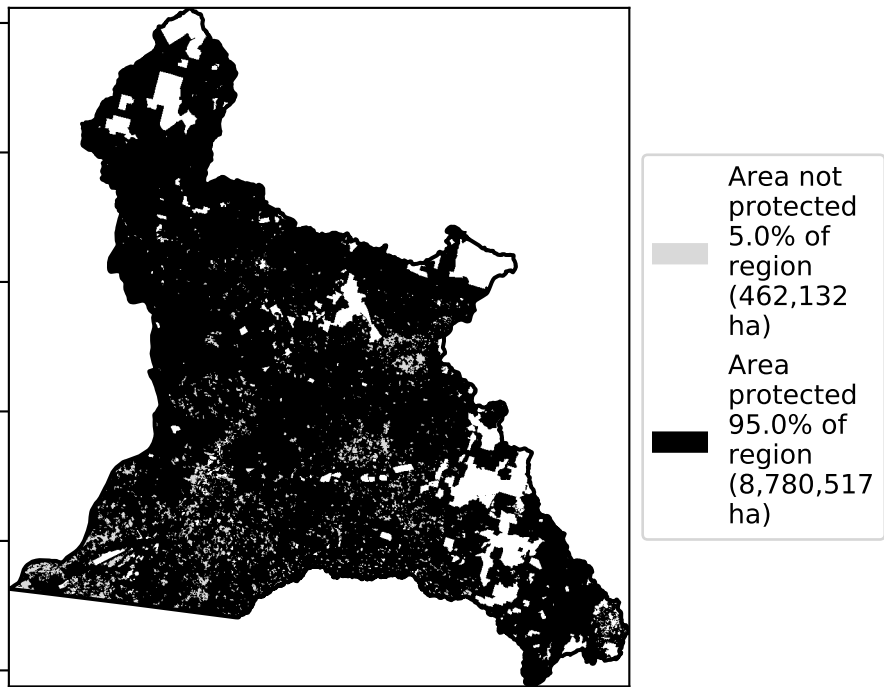 Area not
protected
5.0% of
region
(462,132
ha)
Area
protected
95.0% of
region
(8,780,517
ha)